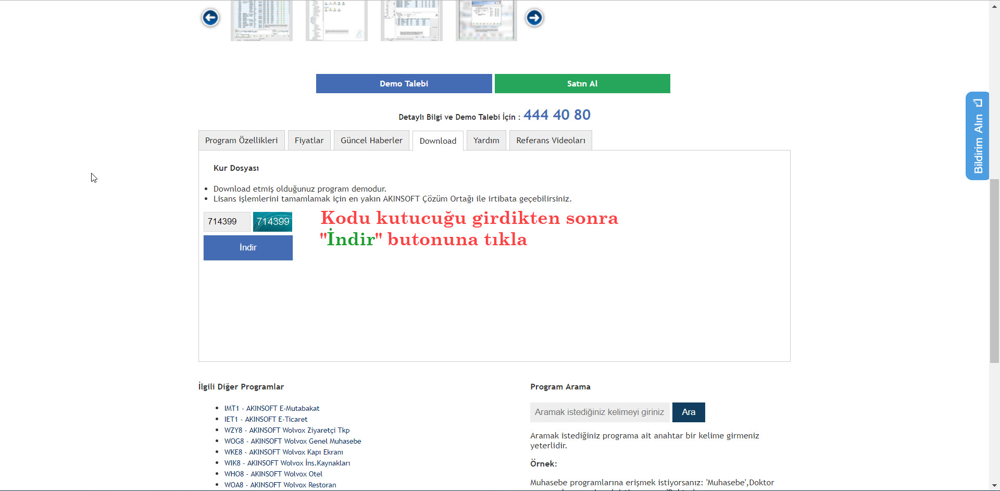 Demo Talebi
Satın Al
Detaylı Bilgi ve Demo Talebi İçin : 444 40 80
Bildirim Alın
Program Özellikleri
Fiyatlar
Güncel Haberler
Download
Yardım
Referans Videoları
Kur Dosyası
Download etmiş olduğunuz program demodur.
Lisans işlemlerini tamamlamak için en yakın AKINSOFT Çözüm Ortağı ile irtibata geçebilirsiniz.
714399
714399
Kodu kutucuğu girdikten sonra
"İndir" butonuna tıkla
İndir
İlgili Diğer Programlar
IMT1 - AKINSOFT E-Mutabakat
IET1 - AKINSOFT E-Ticaret
WZY8 - AKINSOFT Wolvox Ziyaretçi Tkp
WOG8 - AKINSOFT Wolvox Genel Muhasebe
WKE8 - AKINSOFT Wolvox Kapı Ekranı
WIK8 - AKINSOFT Wolvox İns.Kaynakları
WHO8 - AKINSOFT Wolvox Otel
WOA8 - AKINSOFT Wolvox Restoran
Program Arama
Aramak istediğiniz kelimeyi giriniz
Ara
Aramak istediğiniz programa ait anahtar bir kelime girmeniz
yeterlidir.
Örnek:
Muhasebe programlarına erişmek istiyorsanız: 'Muhasebe',Doktor